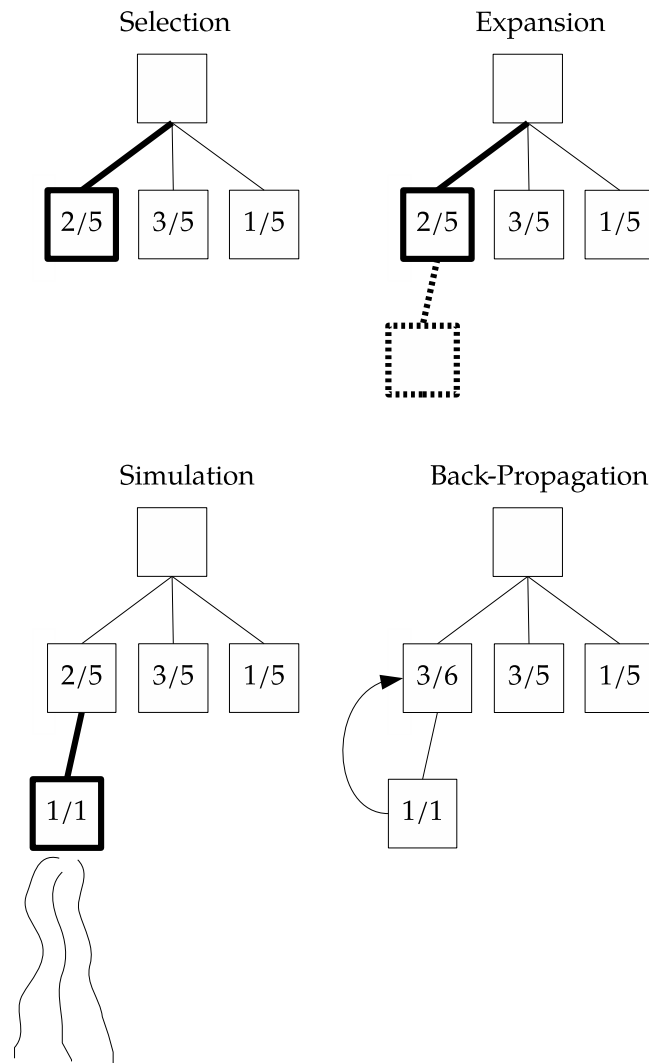 Selection
Expansion
2/5 3/5 1/5
2/5 3/5 1/5
Simulation
Back-Propagation
2/5 3/5 1/5
3/6 3/5 1/5
1/1
1/1